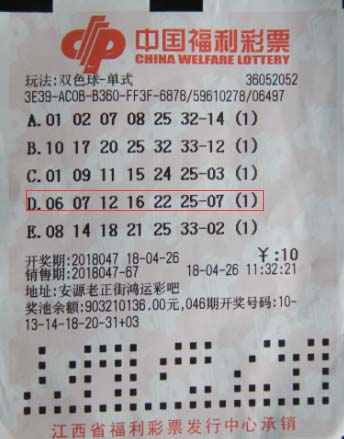 中国福利彩票
CHINA WELFARE LOTTERY
玩法:双色球-单式 36052052
3E39-AC0B-B360-FF3F-6878/59610278/06497
A.01 02 07 08 25 32-14 (1)
B.10 17 20 25 32 33-12 (1)
C.01 09 11 15 24 25-03 (1)
D.06 07 12 16 22 25-07 (1)
E.08 14 18 21 25 33-02 (1)
开奖期:2018047 18-04-26 ¥:10
销售期:2018047-67 18-04-26 11:32:21
地址:安源老正街鸿运彩吧
奖池余额:903210136.00元,046期开奖号码:10-
13-14-18-20-31+03
江西省福利彩票发行中心承销